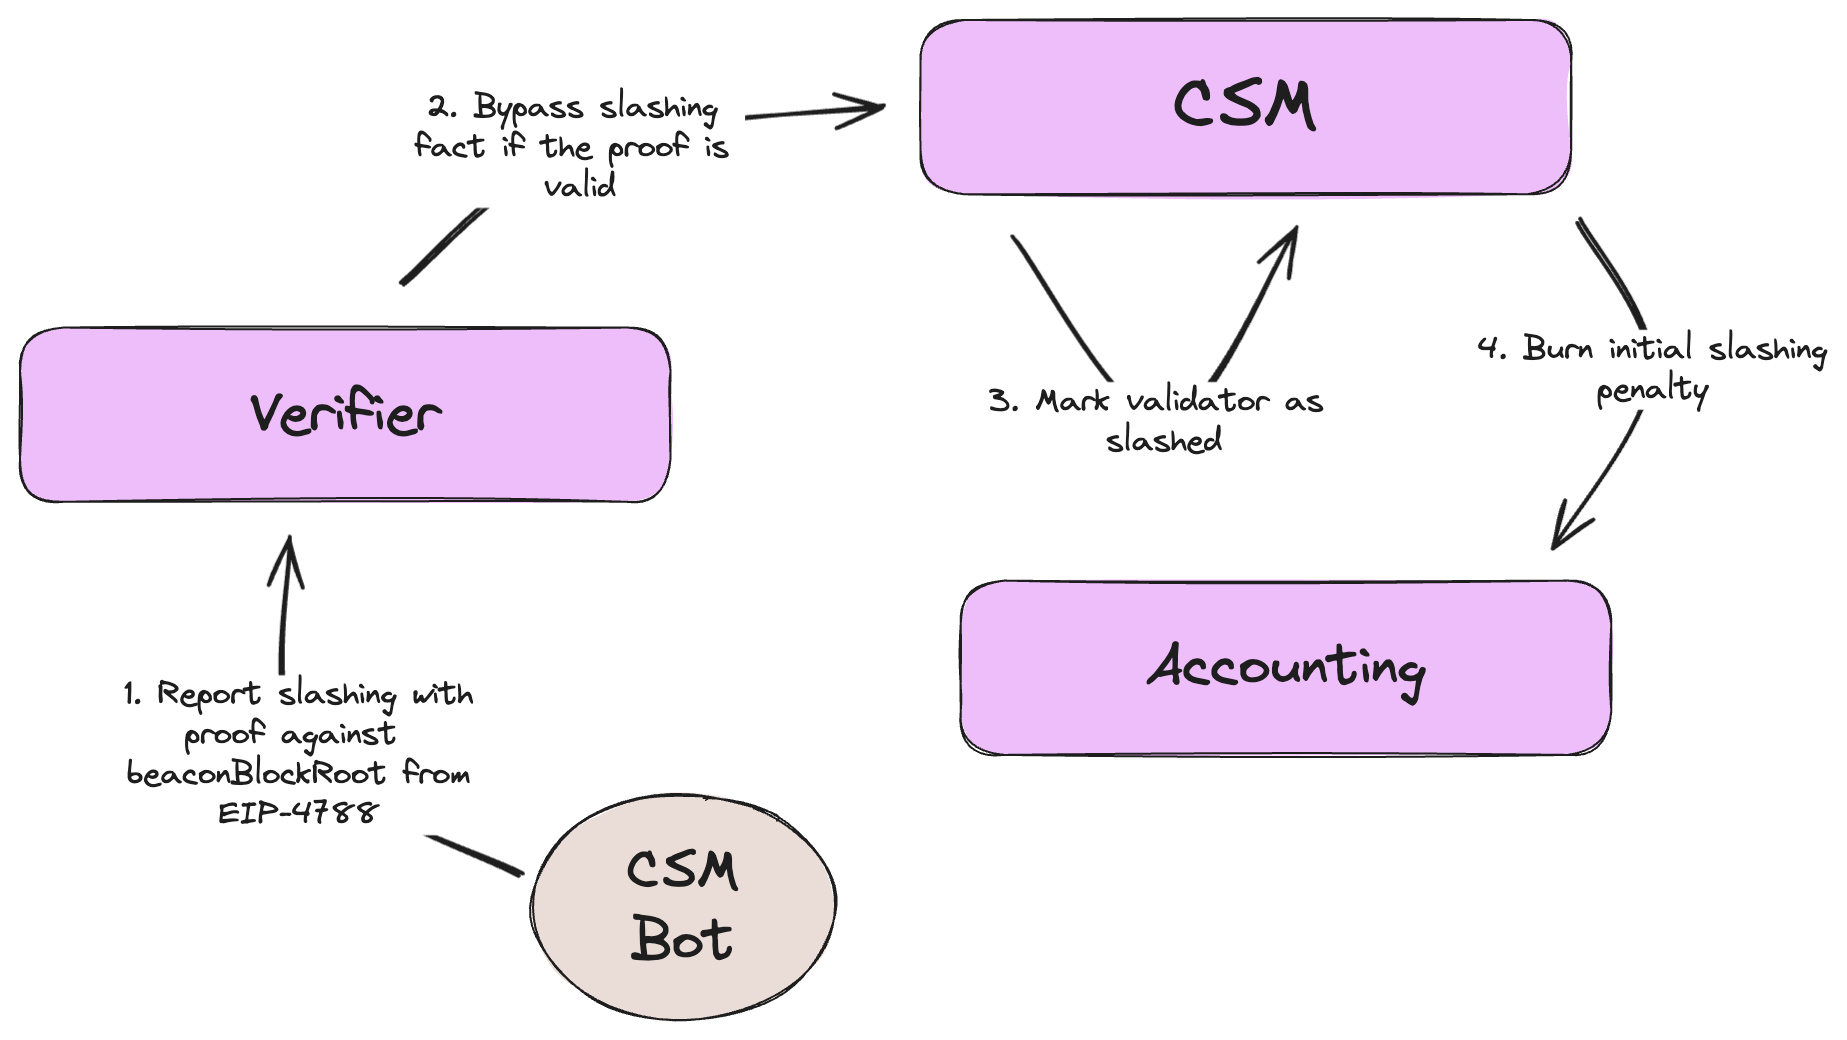 2. Bypass slashing
fact if the proof is
valid
CSM
Verifier
3. Mark validator as
slashed
4. Burn initial slashing
penalty
1. Report slashing with
proof against
beaconBlockRoot from
EIP-4788
Accounting
CSM
Bot